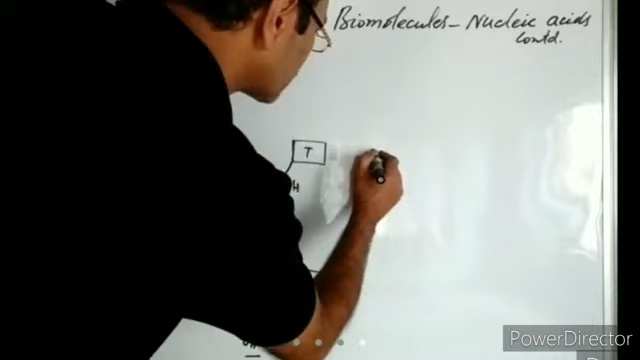 Biomolecules - Nucleic acids
Contd.
T
H
PowerDirector